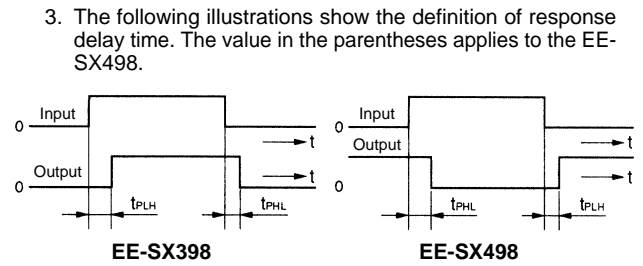 3. The following illustrations show the definition of response
delay time. The value in the parentheses applies to the EE-
SX498.
Input
0
t
Output
0
t
tPLH
tPHL
EE-SX398
Input
0
t
Output
0
t
tPHL
tPLH
EE-SX498